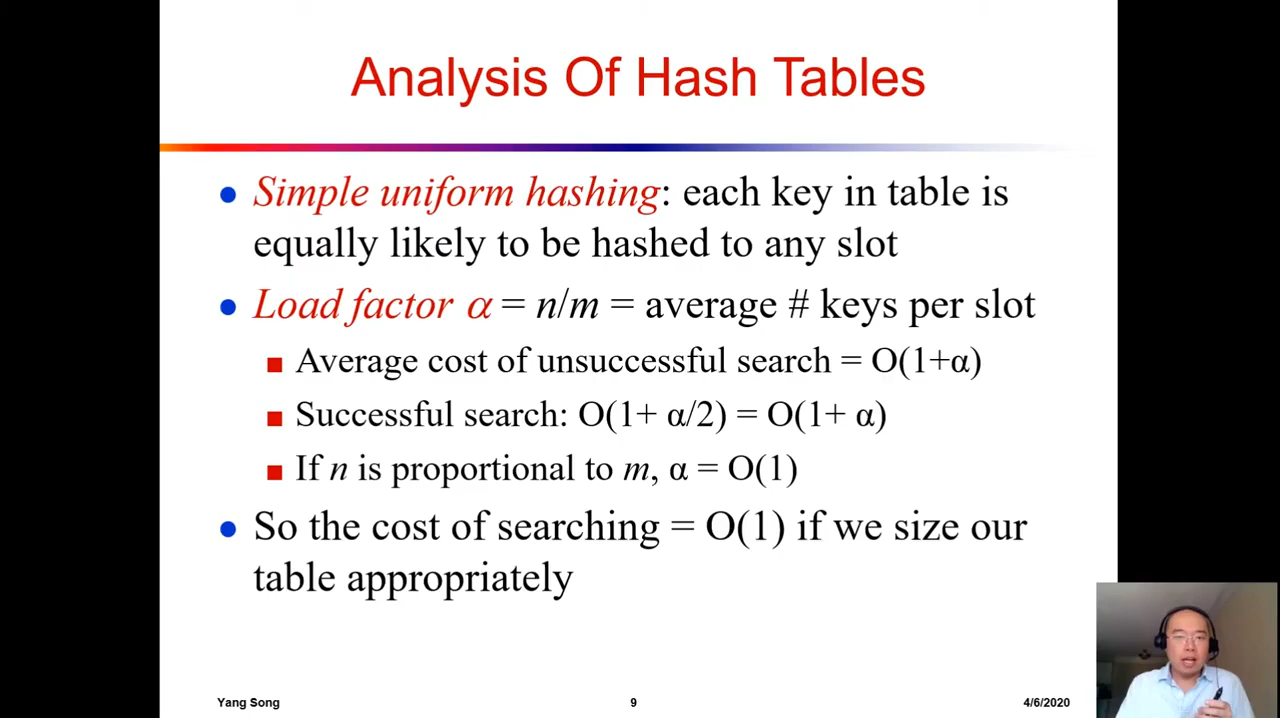 Analysis Of Hash Tables
Simple uniform hashing: each key in table is
equally likely to be hashed to any slot
Load factor α = n/m = average # keys per slot
Average cost of unsuccessful search = O(1+α)
Successful search: O(1+ α/2) = O(1+ α)
If n is proportional to m, α = O(1)
So the cost of searching = O(1) if we size our
table appropriately
Yang Song
9
4/6/2020